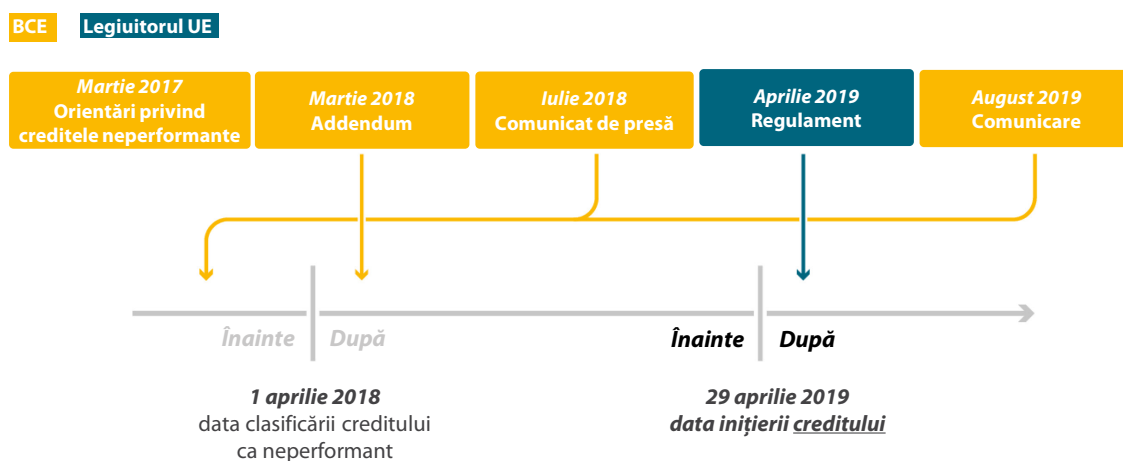 BCE
Legiuitorul UE
Martie 2017
Orientări privind
creditele neperformante
Martie 2018
Addendum
Iulie 2018
Comunicat de presă
Aprilie 2019
Regulament
August 2019
Comunicare
Înainte
După
Înainte
După
1 aprilie 2018
data clasificării creditului
ca neperformant
29 aprilie 2019
data inițierii creditului